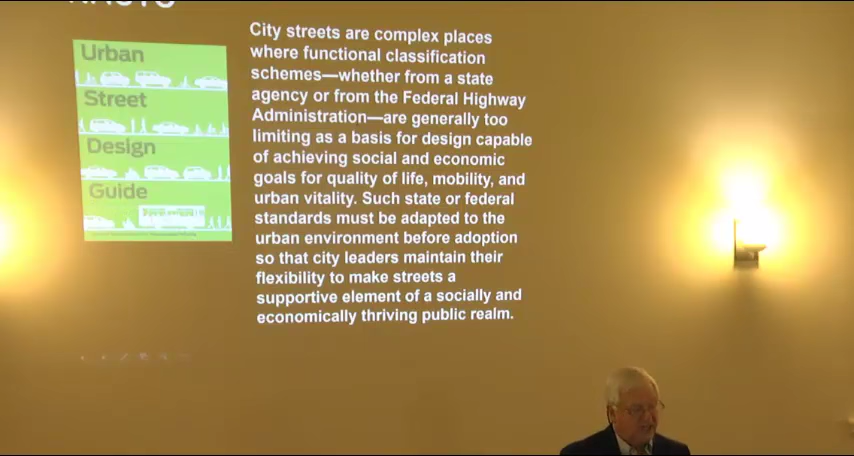 Urban
Street
Design
Guide
City streets are complex places
where functional classification
schemes—whether from a state
agency or from the Federal Highway
Administration—are generally too
limiting as a basis for design capable
of achieving social and economic
goals for quality of life, mobility, and
urban vitality. Such state or federal
standards must be adapted to the
urban environment before adoption
so that city leaders maintain their
flexibility to make streets a
supportive element of a socially and
economically thriving public realm.